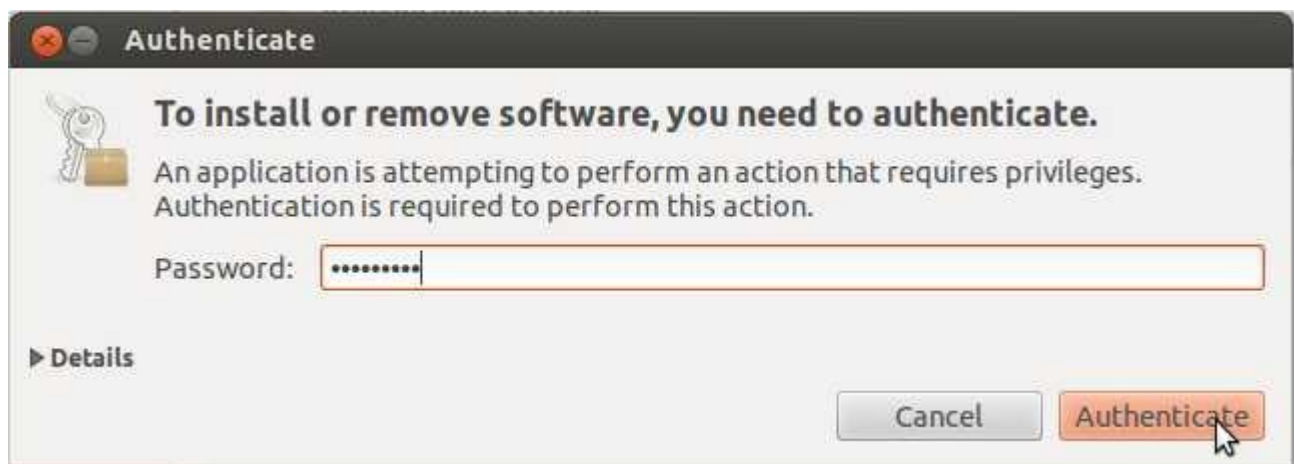 Authenticate
To install or remove software, you need to authenticate.
An application is attempting to perform an action that requires privileges.
Authentication is required to perform this action.
Password: •••••••••
Details
Cancel Authenticate